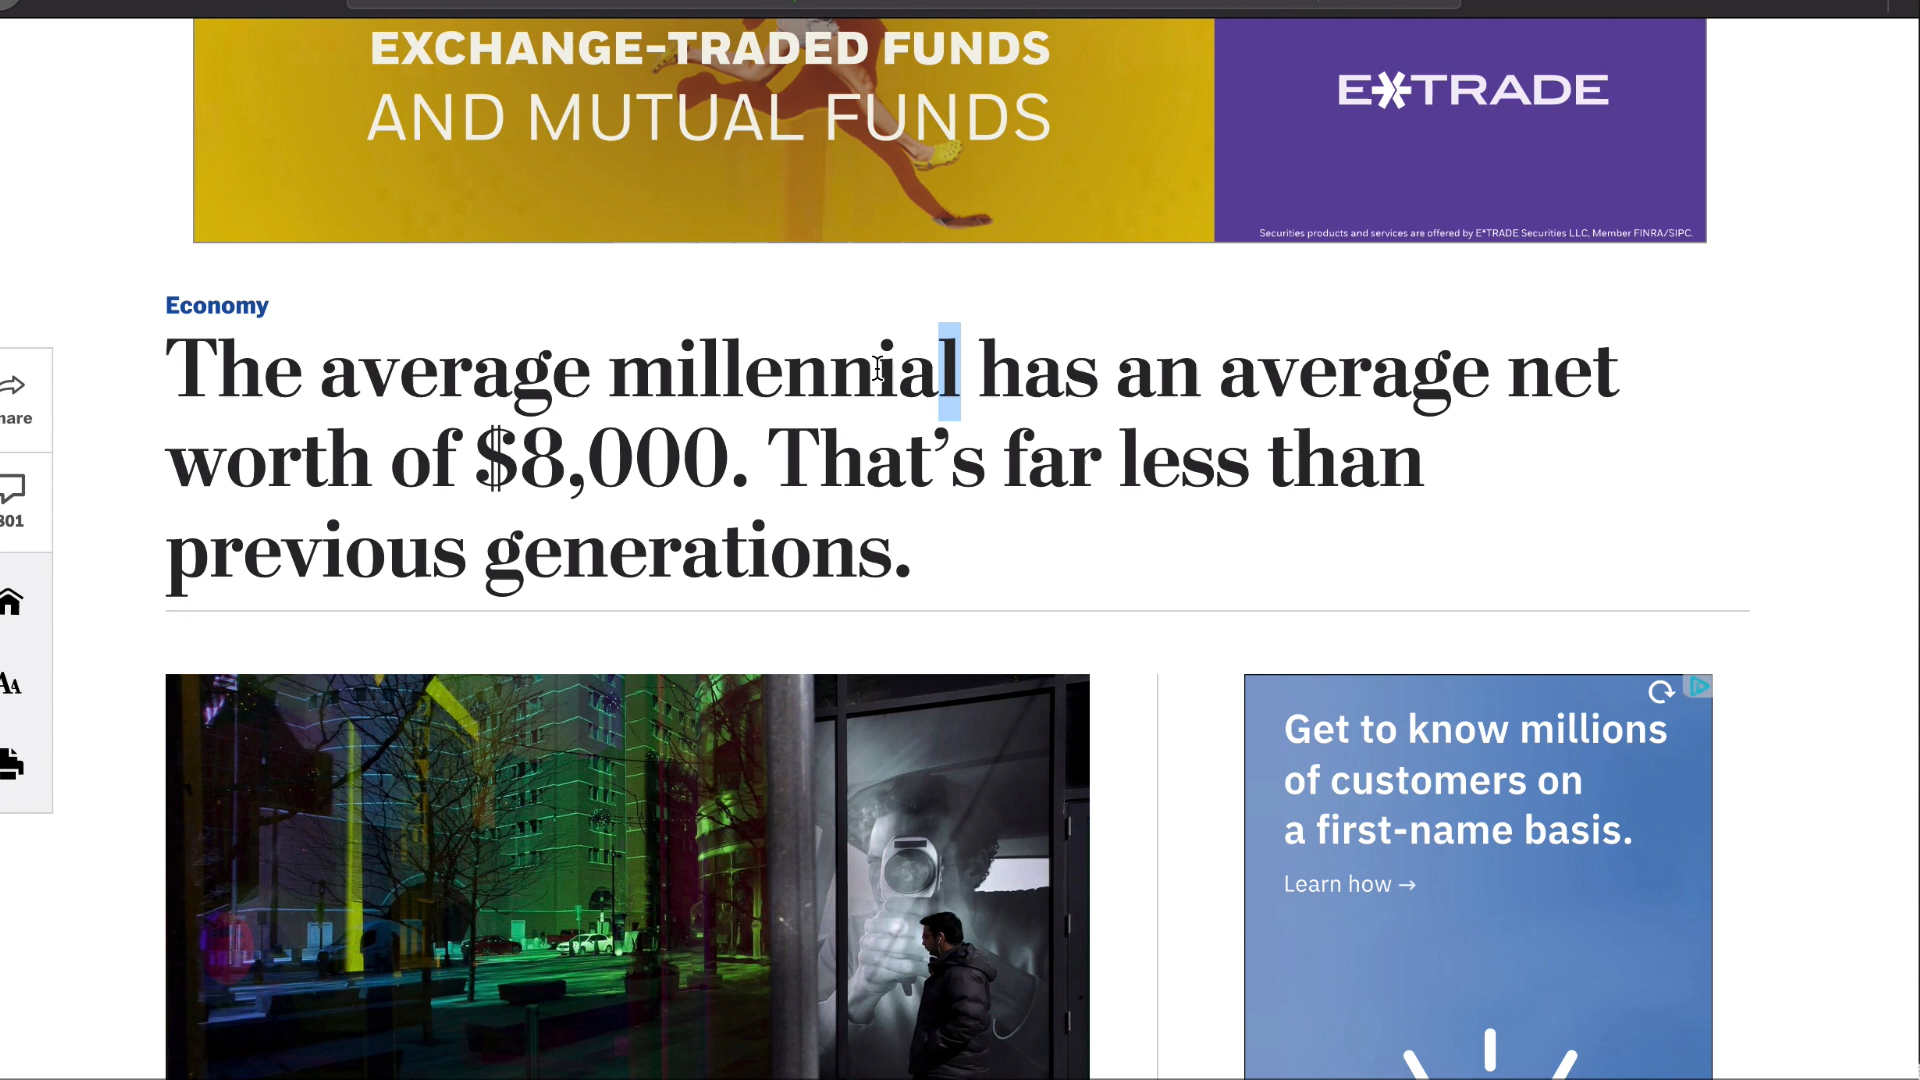 EXCHANGE-TRADED FUNDS
AND MUTUAL FUNDS
E*TRADE
Securities products and services are offered by E*TRADE Securities LLC, Member FINRA/SIPC.
Economy
The average millennial has an average net
worth of $8,000. That’s far less than
previous generations.
hare
801
AA
Get to know millions
of customers on
a first-name basis.
Learn how →